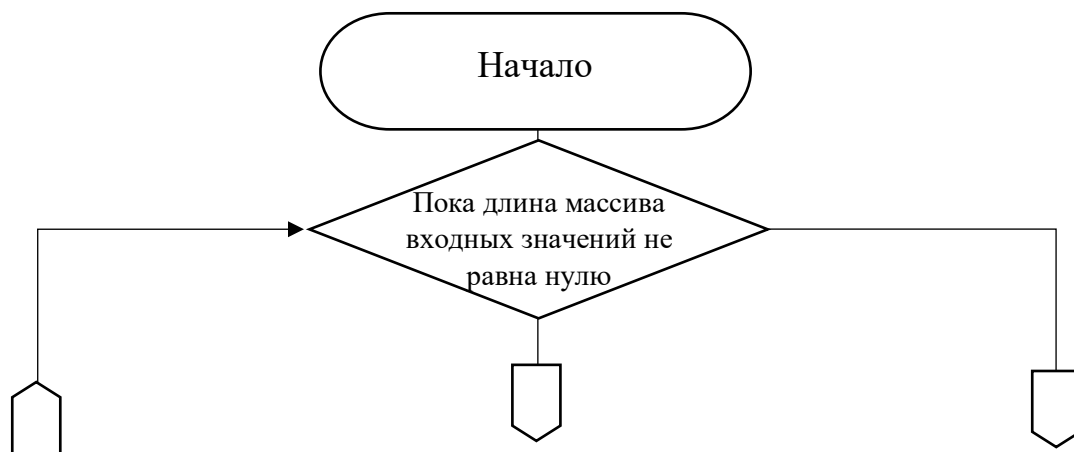 Начало
Пока длина массива
входных значений не
равна нулю